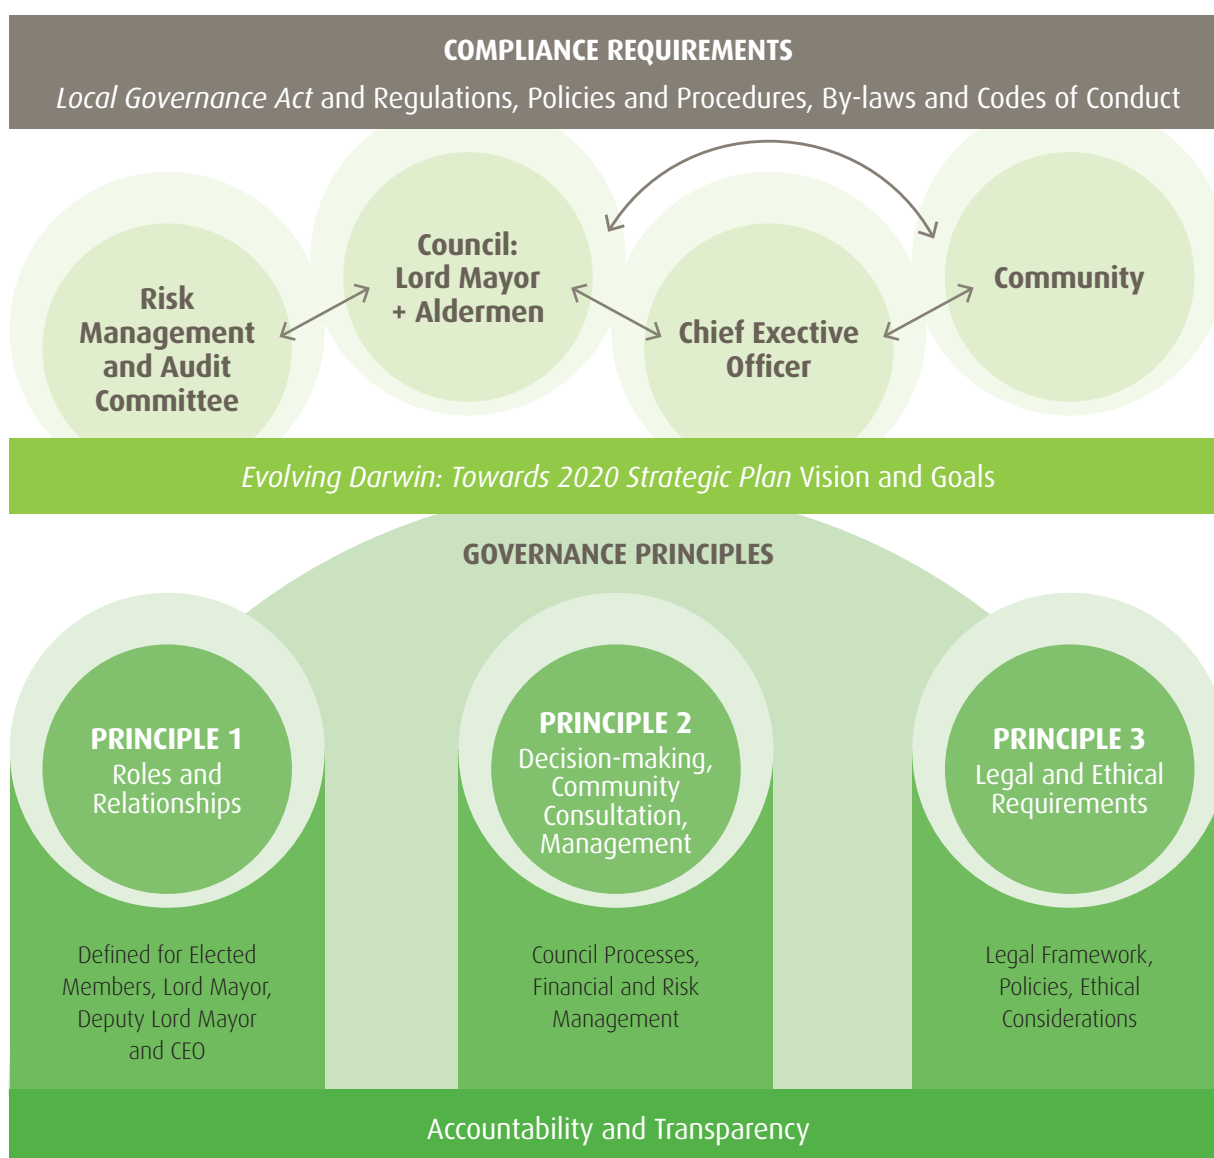 COMPLIANCE REQUIREMENTS
Local Governance Act and Regulations, Policies and Procedures, By-laws and Codes of Conduct
Risk
Management
and Audit
Committee
Council:
Lord Mayor
+ Aldermen
Chief Exective
Officer
Community
Evolving Darwin: Towards 2020 Strategic Plan Vision and Goals
GOVERNANCE PRINCIPLES
PRINCIPLE 1
Roles and
Relationships
Defined for Elected
Members, Lord Mayor,
Deputy Lord Mayor
and CEO
PRINCIPLE 2
Decision-making,
Community
Consultation,
Management
Council Processes,
Financial and Risk
Management
PRINCIPLE 3
Legal and Ethical
Requirements
Legal Framework,
Policies, Ethical
Considerations
Accountability and Transparency